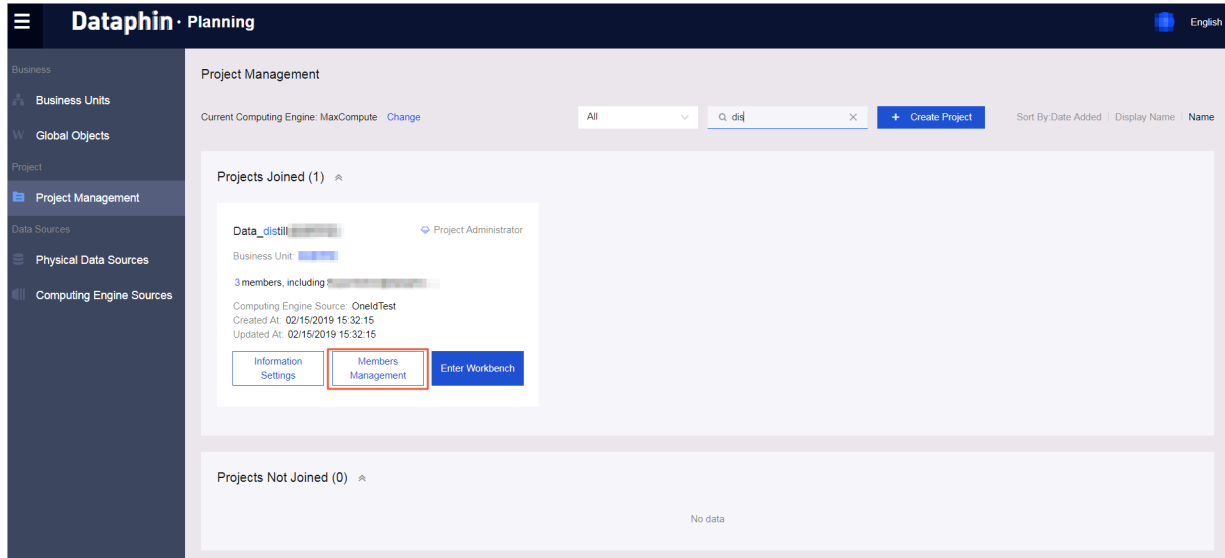 Dataphin · Planning
English
Business
Business Units
Global Objects
Project
Project Management
Data Sources
Physical Data Sources
Computing Engine Sources
Project Management
Current Computing Engine: MaxCompute Change
All
dis
+ Create Project
Sort By:Date Added | Display Name | Name
Projects Joined (1)
Data_distill
Project Administrator
Business Unit:
3 members, including
Computing Engine Source: OneIdTest
Created At: 02/15/2019 15:32:15
Updated At: 02/15/2019 15:32:15
Information
Settings
Members
Management
Enter Workbench
Projects Not Joined (0)
No data